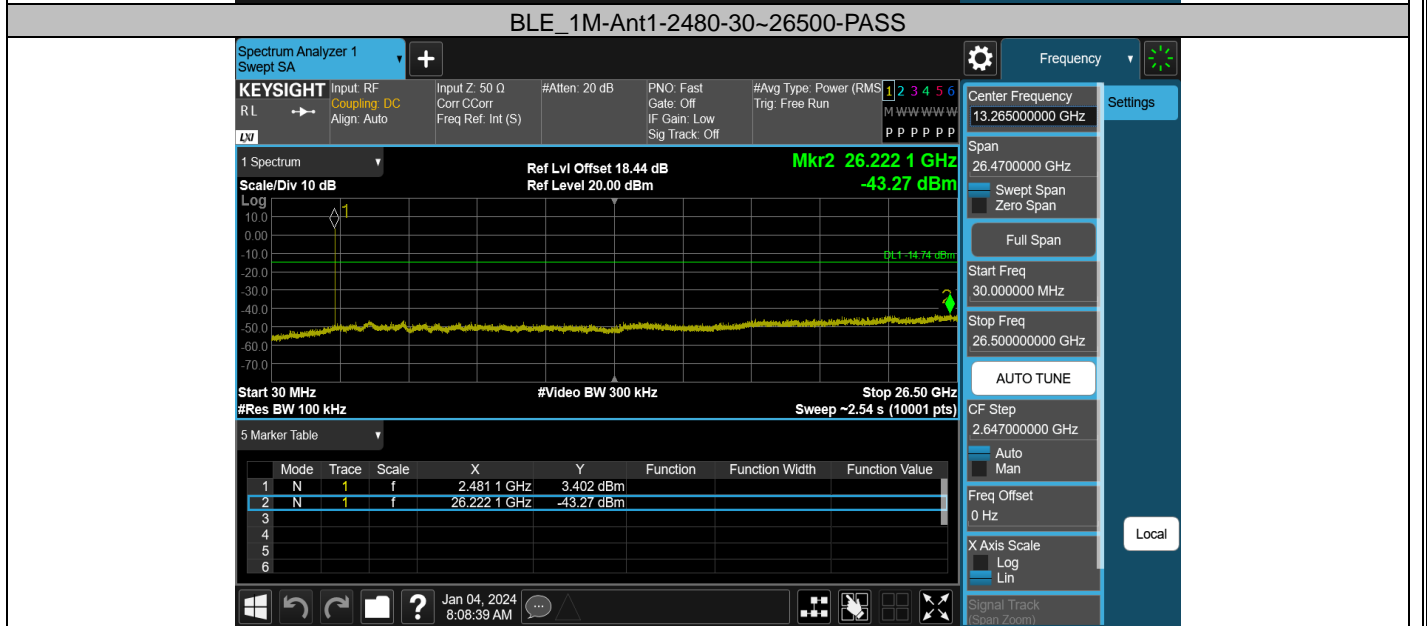 BLE_1M-Ant1-2480-30~26500-PASS
Spectrum Analyzer 1
Swept SA
+
Frequency
KEYSIGHT
RL
LXI
Input: RF
Coupling: DC
Align: Auto
Input Z: 50 Ω
Corr CCorr
Freq Ref: Int (S)
#Atten: 20 dB
PNO: Fast
Gate: Off
IF Gain: Low
Sig Track: Off
#Avg Type: Power (RMS
Trig: Free Run
1 2 3 4 5 6
M W W W W W
P P P P P P
Center Frequency
13.265000000 GHz
Settings
Span
26.4700000 GHz
Swept Span
Zero Span
Full Span
Start Freq
30.000000 MHz
Stop Freq
26.500000000 GHz
AUTO TUNE
CF Step
2.647000000 GHz
Auto
Man
Freq Offset
0 Hz
X Axis Scale
Log
Lin
Signal Track
(Span Zoom)
Local
1 Spectrum
Scale/Div 10 dB
Ref Lvl Offset 18.44 dB
Ref Level 20.00 dBm
Mkr2 26.222 1 GHz
-43.27 dBm
Log
10.0
0.00
-10.0
-20.0
-30.0
-40.0
-50.0
-60.0
-70.0
1
DL1 -14.74 dBm
2
Start 30 MHz
#Video BW 300 kHz
Stop 26.50 GHz
#Res BW 100 kHz
Sweep ~2.54 s (10001 pts)
5 Marker Table
Mode Trace Scale X Y Function Function Width Function Value
1 N 1 f 2.481 1 GHz 3.402 dBm
2 N 1 f 26.222 1 GHz -43.27 dBm
3
4
5
6
?
Jan 04, 2024
8:08:39 AM